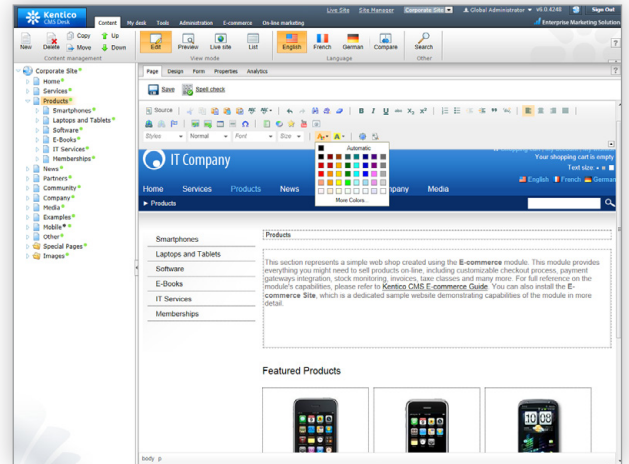 Live Site Site Manager Corporate Site Global Administrator v6.0.4248 Sign Out
Kentico
CMS Desk
Content My desk Tools Administration E-commerce On-line marketing
Enterprise Marketing Solution
New Delete Copy Move Up Down
Edit Preview Live site List
English French German Compare
Search
Content management View mode Language Other
Corporate Site
Home
Services
Products
Smartphones
Laptops and Tablets
Software
E-Books
IT Services
Memberships
News
Partners
Community
Company
Media
Examples
Mobile
Other
Special Pages
Images
Page Design Form Properties Analytics
Save Spell check
Source
Styles Normal Font Size
Automatic
More Colors...
IT Company
Your shopping cart is empty
Text size:
English French German
Home Services Products News Media
Products
Smartphones
Laptops and Tablets
Software
E-Books
IT Services
Memberships
Products
This section represents a simple web shop created using the E-commerce module. This module provides
everything you might need to sell products on-line, including customizable checkout process, payment
gateways integration, stock monitoring, invoices, taxe classes and many more. For full reference on the
module's capabilities, please refer to Kentico CMS E-commerce Guide. You can also install the E-
commerce Site, which is a dedicated sample website demonstrating capabilities of the module in more
detail.
Featured Products
10 08
body p